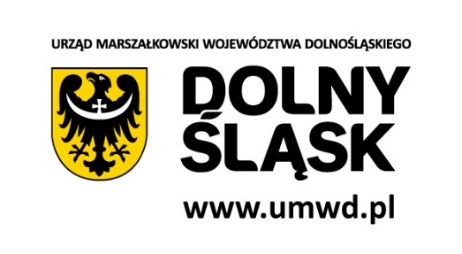 URZĄD MARSZAŁKOWSKI WOJEWÓDZTWA DOLNOŚLĄSKIEGO
DOLNY
ŚLĄSK
www.umwd.pl